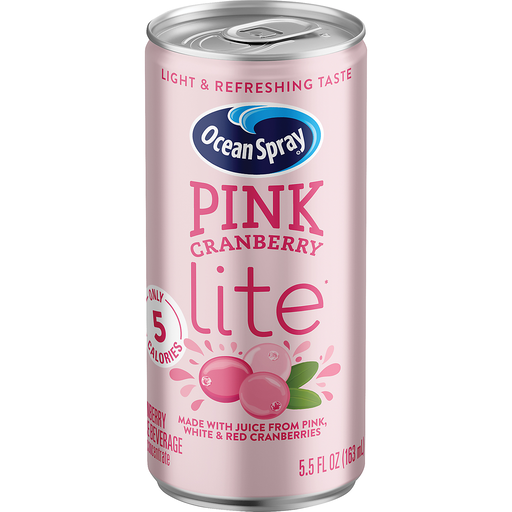 LIGHT & REFRESHING TASTE
Ocean Spray
PINK
CRANBERRY
lite*
ONLY
5
CALORIES
MADE WITH JUICE FROM PINK,
WHITE & RED CRANBERRIES
BEVERAGE
5.5 FL OZ (163 mL